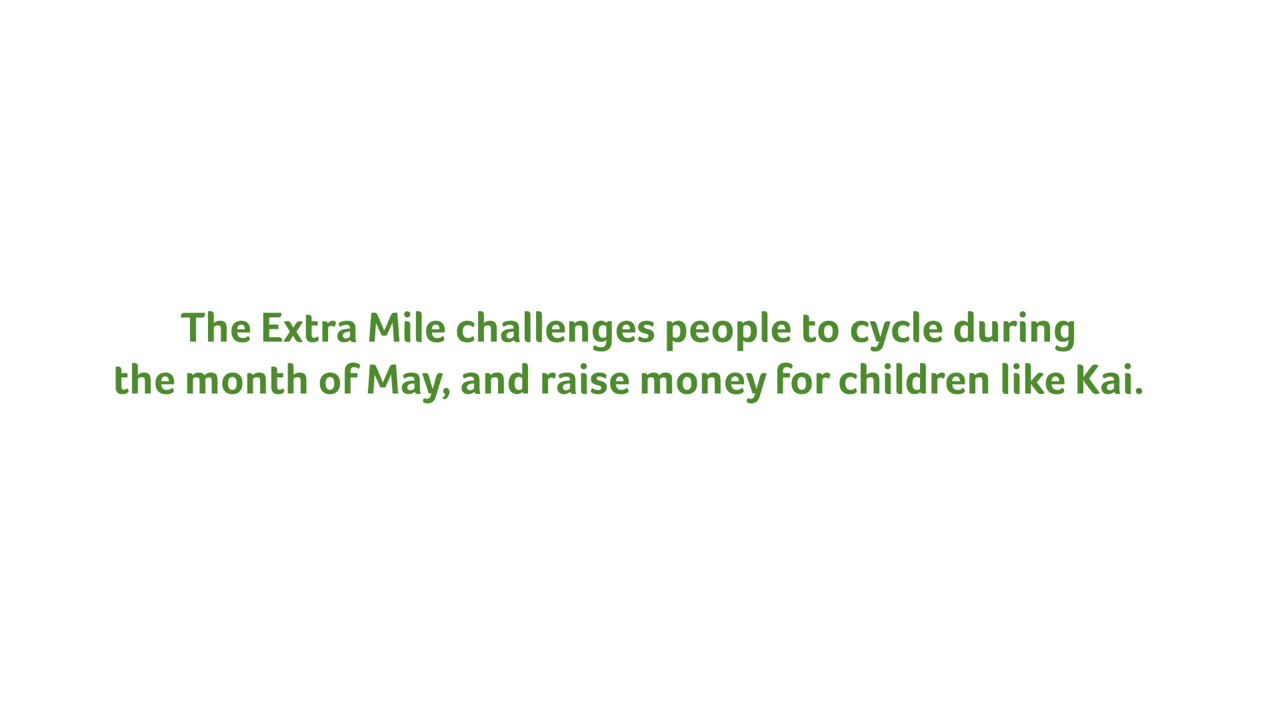 The Extra Mile challenges people to cycle during
the month of May, and raise money for children like Kai.